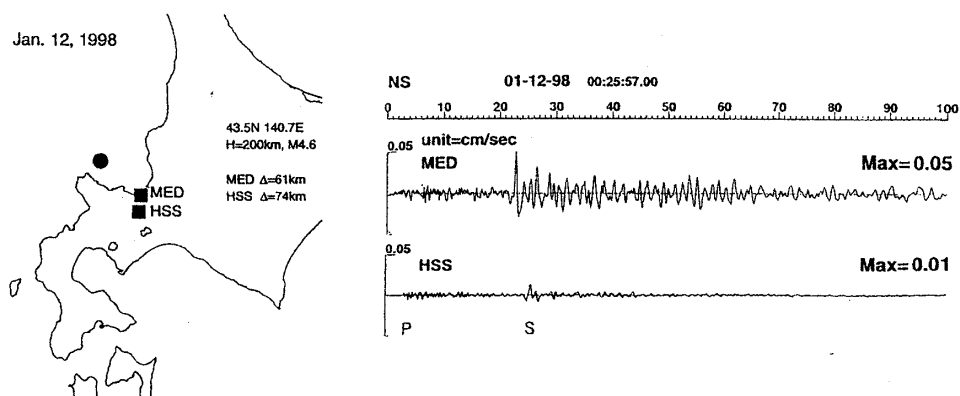 Jan. 12, 1998
43.5N 140.7E
H=200km, M4.6
MED Δ=61km
HSS Δ=74km
MED
HSS
NS 01-12-98 00:25:57.00
0 10 20 30 40 50 60 70 80 90 100
0.05 unit=cm/sec
MED Max=0.05
0.05
HSS Max=0.01
P S